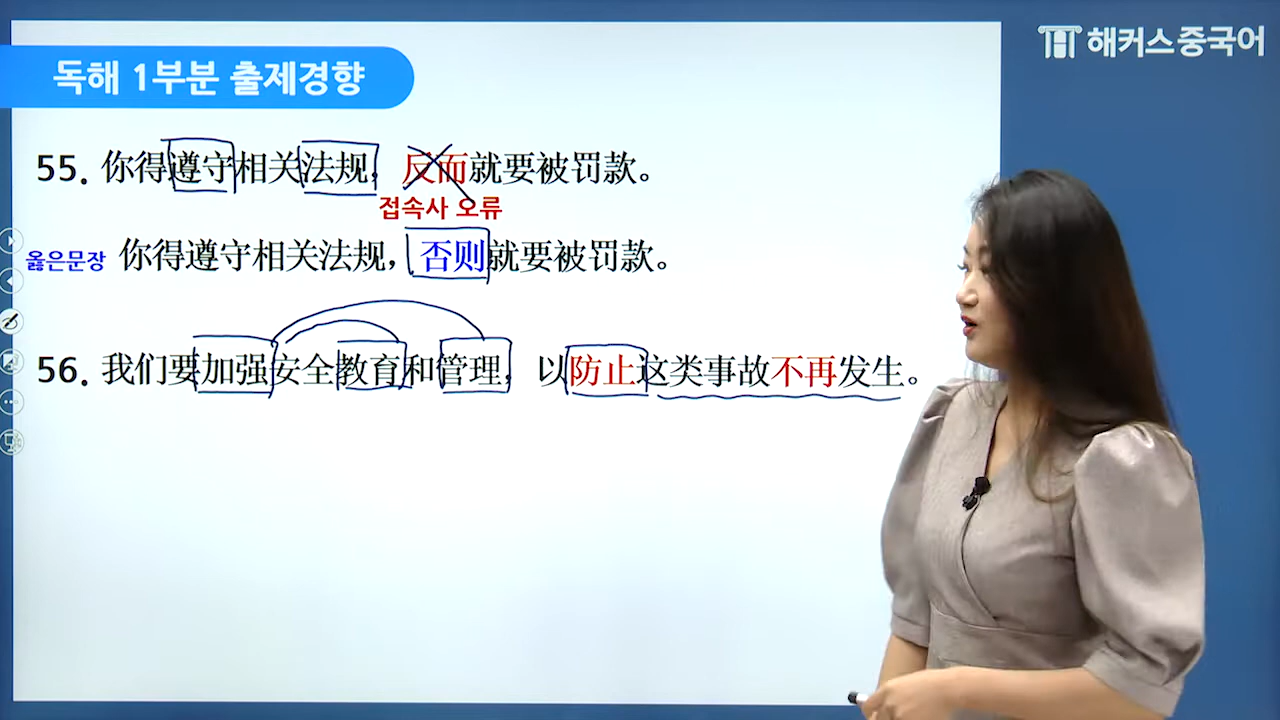 해커스중국어
독해 1부분 출제경향
55. 你得遵守相关法规，反而就要被罚款。
접속사 오류
옳은문장 你得遵守相关法规，否则就要被罚款。
56. 我们要加强安全教育和管理，以防止这类事故不再发生。